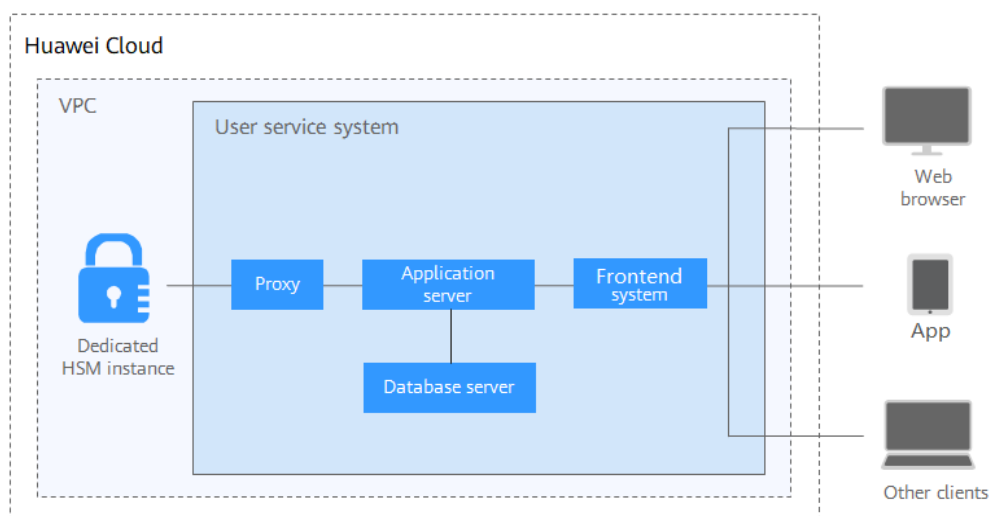 Huawei Cloud
VPC
User service system
Dedicated
HSM instance
Proxy
Application
server
Frontend
system
Database server
Web
browser
App
Other clients